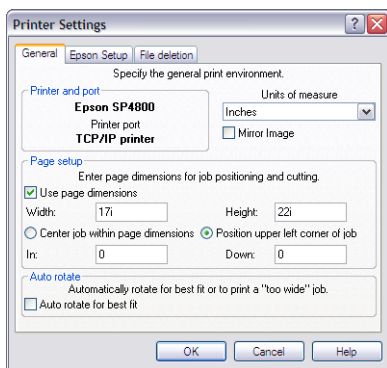 Printer Settings
General Epson Setup File deletion
Specify the general print environment.
Printer and port
Epson SP4800
Printer port
TCP/IP printer
Units of measure
Inches
Mirror Image
Page setup
Enter page dimensions for job positioning and cutting.
Use page dimensions
Width: 17i Height: 22i
Center job within page dimensions Position upper left corner of job
In: 0 Down: 0
Auto rotate
Automatically rotate for best fit or to print a "too wide" job.
Auto rotate for best fit
OK Cancel Help